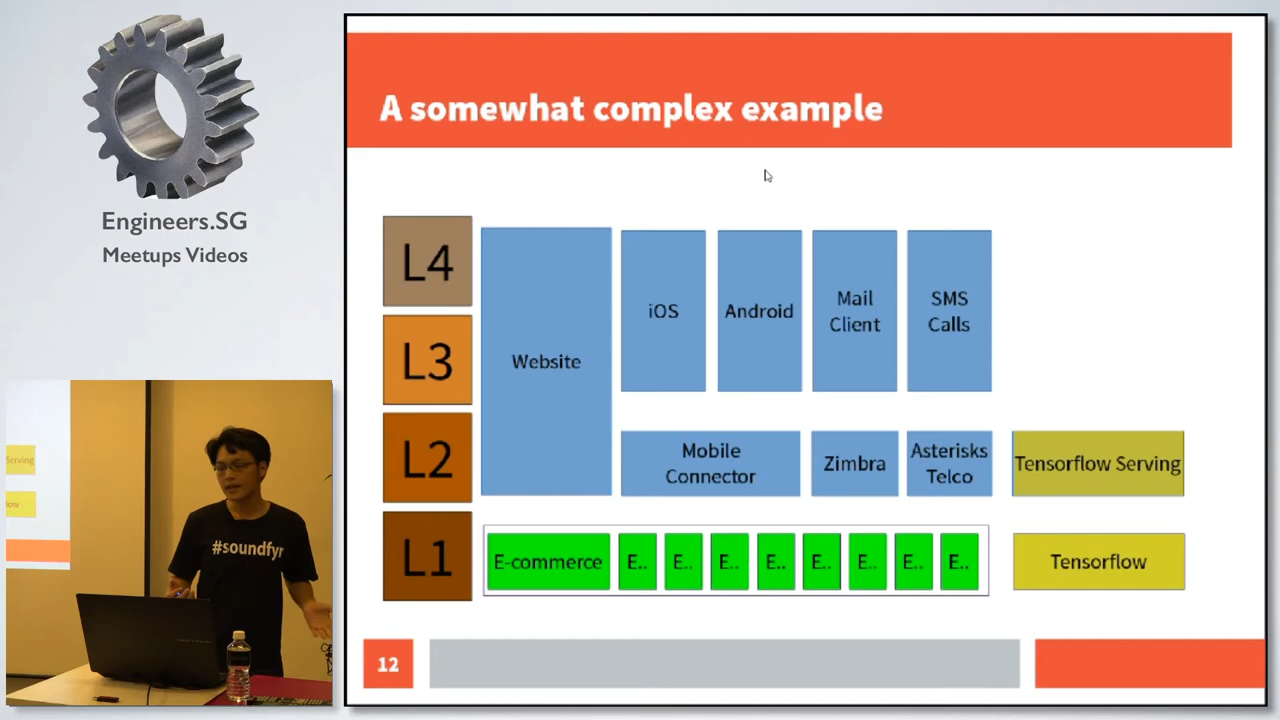 Engineers.SG
Meetups Videos
A somewhat complex example
L4
L3
L2
L1
Website
iOS
Android
Mail
Client
SMS
Calls
Mobile
Connector
Zimbra
Asterisks
Telco
Tensorflow Serving
E-commerce
E..
E..
E..
E..
E..
E..
E..
E..
Tensorflow
12
Serving
#soundfyr